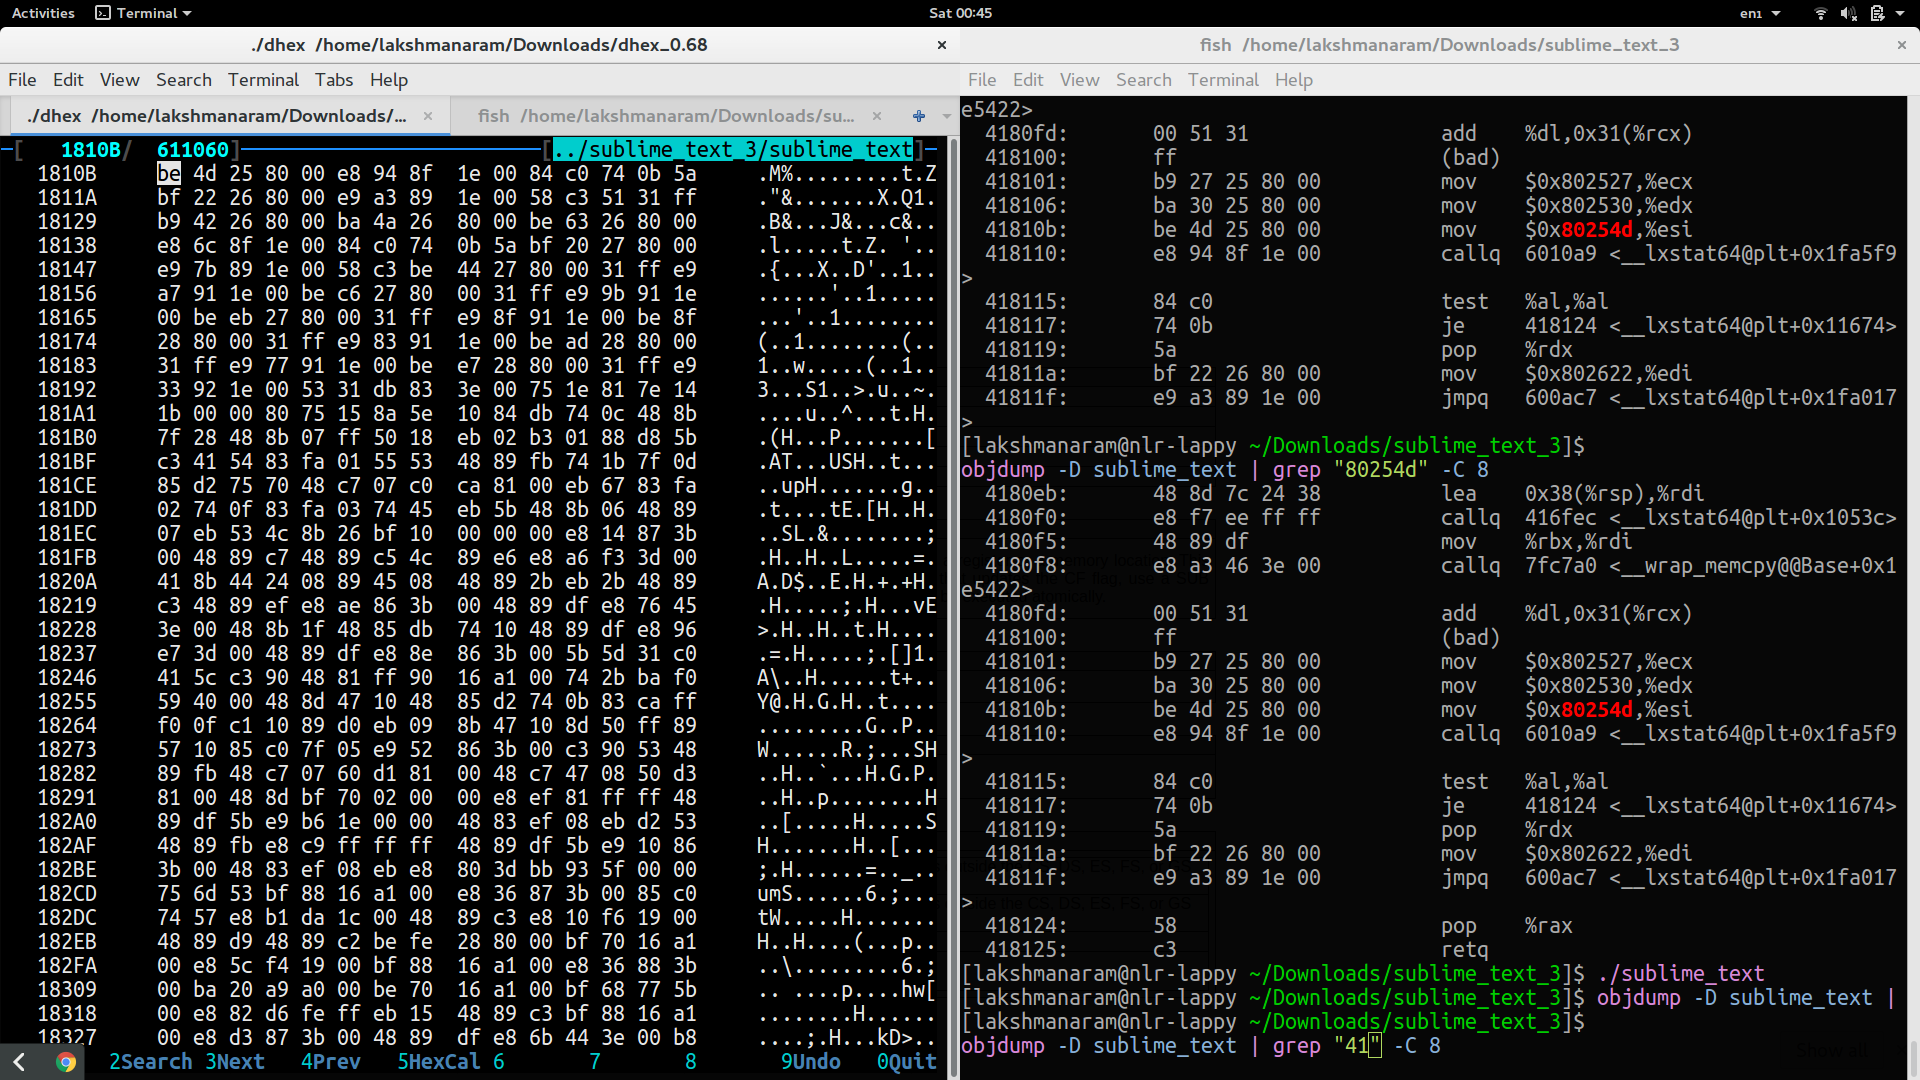 Activities Terminal Sat 00:45 en1
./dhex /home/lakshmanaram/Downloads/dhex_0.68
File Edit View Search Terminal Tabs Help
./dhex /home/lakshmanaram/Downloads/... fish /home/lakshmanaram/Downloads/su...
[ 1810B/ 611060] [../sublime_text_3/sublime_text]
1810B be 4d 25 80 00 e8 94 8f 1e 00 84 c0 74 0b 5a .M%.........t.Z
1811A bf 22 26 80 00 e9 a3 89 1e 00 58 c3 51 31 ff ."&.......X.Q1.
18129 b9 42 26 80 00 ba 4a 26 80 00 be 63 26 80 00 .B&...J&...c&..
18138 e8 6c 8f 1e 00 84 c0 74 0b 5a bf 20 27 80 00 .l.....t.Z. '..
18147 e9 7b 89 1e 00 58 c3 be 44 27 80 00 31 ff e9 .{...X..D'..1..
18156 a7 91 1e 00 be c6 27 80 00 31 ff e9 9b 91 1e ......'..1.....
18165 00 be eb 27 80 00 31 ff e9 8f 91 1e 00 be 8f ...'..1........
18174 28 80 00 31 ff e9 83 91 1e 00 be ad 28 80 00 (..1........(..
18183 31 ff e9 77 91 1e 00 be e7 28 80 00 31 ff e9 1..w.....(..1..
18192 33 92 1e 00 53 31 db 83 3e 00 75 1e 81 7e 14 3...S1..>.u..~.
181A1 1b 00 00 80 75 15 8a 5e 10 84 db 74 0c 48 8b ....u..^...t.H.
181B0 7f 28 48 8b 07 ff 50 18 eb 02 b3 01 88 d8 5b .(H...P.......[
181BF c3 41 54 83 fa 01 55 53 48 89 fb 74 1b 7f 0d .AT...USH..t...
181CE 85 d2 75 70 48 c7 07 c0 ca 81 00 eb 67 83 fa ..upH.......g..
181DD 02 74 0f 83 fa 03 74 45 eb 5b 48 8b 06 48 89 .t....tE.[H..H.
181EC 07 eb 53 4c 8b 26 bf 10 00 00 00 e8 14 87 3b ..SL.&........;
181FB 00 48 89 c7 48 89 c5 4c 89 e6 e8 a6 f3 3d 00 .H..H..L.....=.
1820A 41 8b 44 24 08 89 45 08 48 89 2b eb 2b 48 89 A.D$..E.H.+.+H.
18219 c3 48 89 ef e8 ae 86 3b 00 48 89 df e8 76 45 .H.....;.H...vE
18228 3e 00 48 8b 1f 48 85 db 74 10 48 89 df e8 96 >.H..H..t.H....
18237 e7 3d 00 48 89 df e8 8e 86 3b 00 5b 5d 31 c0 .=.H.....;.[]1.
18246 41 5c c3 90 48 81 ff 90 16 a1 00 74 2b ba f0 A\..H......t+..
18255 59 40 00 48 8d 47 10 48 85 d2 74 0b 83 ca ff Y@.H.G.H..t....
18264 f0 0f c1 10 89 d0 eb 09 8b 47 10 8d 50 ff 89 .........G..P..
18273 57 10 85 c0 7f 05 e9 52 86 3b 00 c3 90 53 48 W......R.;...SH
18282 89 fb 48 c7 07 60 d1 81 00 48 c7 47 08 50 d3 ..H..`...H.G.P.
18291 81 00 48 8d bf 70 02 00 00 e8 ef 81 ff ff 48 ..H..p........H
182A0 89 df 5b e9 b6 1e 00 00 48 83 ef 08 eb d2 53 ..[.....H.....S
182AF 48 89 fb e8 c9 ff ff ff 48 89 df 5b e9 10 86 H.......H..[...
182BE 3b 00 48 83 ef 08 eb e8 80 3d bb 93 5f 00 00 ;.H......=.._..
182CD 75 6d 53 bf 88 16 a1 00 e8 36 87 3b 00 85 c0 umS......6.;...
182DC 74 57 e8 b1 da 1c 00 48 89 c3 e8 10 f6 19 00 tW.....H.......
182EB 48 89 d9 48 89 c2 be fe 28 80 00 bf 70 16 a1 H..H....(...p..
182FA 00 e8 5c f4 19 00 bf 88 16 a1 00 e8 36 88 3b ..\.........6.;
18309 00 ba 20 a9 a0 00 be 70 16 a1 00 bf 68 77 5b .. ....p....hw[
18318 00 e8 82 d6 fe ff eb 15 48 89 c3 bf 88 16 a1 ........H......
18327 00 e8 d3 87 3b 00 48 89 df e8 6b 44 3e 00 b8 ....;.H...kD>..
2Search 3Next 4Prev 5HexCal 6 7 8 9Undo 0Quit
fish /home/lakshmanaram/Downloads/sublime_text_3
File Edit View Search Terminal Help
e5422>
4180fd: 00 51 31 add %dl,0x31(%rcx)
418100: ff (bad)
418101: b9 27 25 80 00 mov $0x802527,%ecx
418106: ba 30 25 80 00 mov $0x802530,%edx
41810b: be 4d 25 80 00 mov $0x80254d,%esi
418110: e8 94 8f 1e 00 callq 6010a9 <__lxstat64@plt+0x1fa5f9
>
418115: 84 c0 test %al,%al
418117: 74 0b je 418124 <__lxstat64@plt+0x11674>
418119: 5a pop %rdx
41811a: bf 22 26 80 00 mov $0x802622,%edi
41811f: e9 a3 89 1e 00 jmpq 600ac7 <__lxstat64@plt+0x1fa017
>
[lakshmanaram@nlr-lappy ~/Downloads/sublime_text_3]$
objdump -D sublime_text | grep "80254d" -C 8
4180eb: 48 8d 7c 24 38 lea 0x38(%rsp),%rdi
4180f0: e8 f7 ee ff ff callq 416fec <__lxstat64@plt+0x1053c>
4180f5: 48 89 df mov %rbx,%rdi
4180f8: e8 a3 46 3e 00 callq 7fc7a0 <__wrap_memcpy@@Base+0x1
e5422>
4180fd: 00 51 31 add %dl,0x31(%rcx)
418100: ff (bad)
418101: b9 27 25 80 00 mov $0x802527,%ecx
418106: ba 30 25 80 00 mov $0x802530,%edx
41810b: be 4d 25 80 00 mov $0x80254d,%esi
418110: e8 94 8f 1e 00 callq 6010a9 <__lxstat64@plt+0x1fa5f9
>
418115: 84 c0 test %al,%al
418117: 74 0b je 418124 <__lxstat64@plt+0x11674>
418119: 5a pop %rdx
41811a: bf 22 26 80 00 mov $0x802622,%edi
41811f: e9 a3 89 1e 00 jmpq 600ac7 <__lxstat64@plt+0x1fa017
>
418124: 58 pop %rax
418125: c3 retq
[lakshmanaram@nlr-lappy ~/Downloads/sublime_text_3]$ ./sublime_text
[lakshmanaram@nlr-lappy ~/Downloads/sublime_text_3]$ objdump -D sublime_text |
[lakshmanaram@nlr-lappy ~/Downloads/sublime_text_3]$
objdump -D sublime_text | grep "41" -C 8